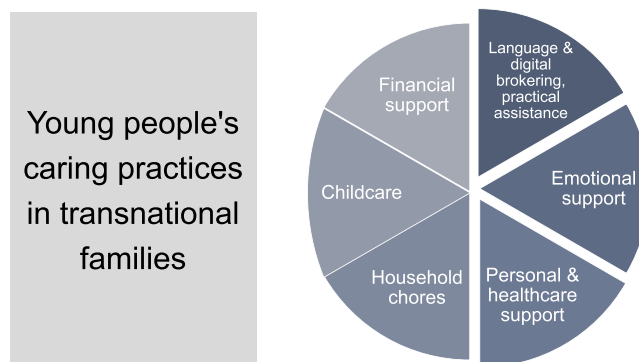 Young people's
caring practices
in transnational
families
Language &
digital
brokering,
practical
assistance
Emotional
support
Personal &
healthcare
support
Household
chores
Childcare
Financial
support